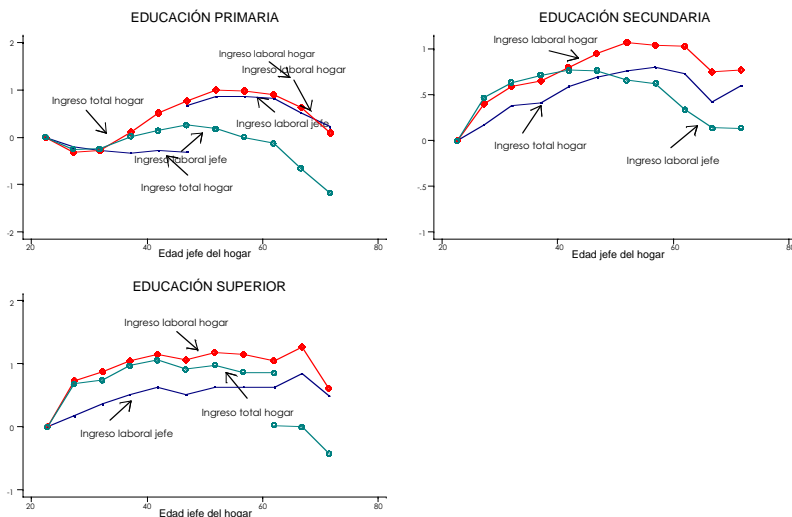 EDUCACIÓN PRIMARIA
2
1
0
-1
-2
Ingreso laboral hogar
Ingreso laboral hogar
Ingreso total hogar
Ingreso laboral jefe
Ingreso laboral jefe
Ingreso total hogar
20
40
60
80
Edad jefe del hogar
EDUCACIÓN SECUNDARIA
1
.5
0
-.5
-1
Ingreso laboral hogar
Ingreso total hogar
Ingreso laboral jefe
20
40
60
80
Edad jefe del hogar
EDUCACIÓN SUPERIOR
2
1
0
-1
Ingreso laboral hogar
Ingreso total hogar
Ingreso laboral jefe
20
40
60
80
Edad jefe del hogar